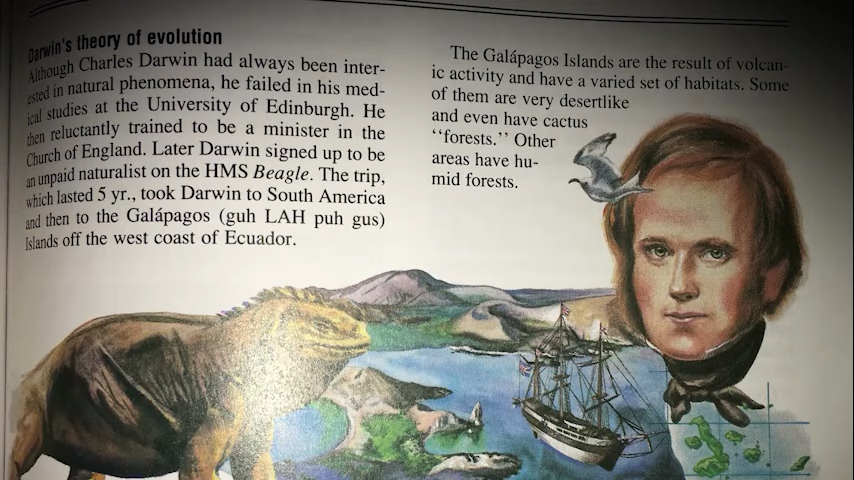 Darwin's theory of evolution
Although Charles Darwin had always been inter-
ested in natural phenomena, he failed in his med-
ical studies at the University of Edinburgh. He
then reluctantly trained to be a minister in the
Church of England. Later Darwin signed up to be
an unpaid naturalist on the HMS Beagle. The trip,
which lasted 5 yr., took Darwin to South America
and then to the Galápagos (guh LAH puh gus)
Islands off the west coast of Ecuador.
The Galápagos Islands are the result of volcan-
ic activity and have a varied set of habitats. Some
of them are very desertlike
and even have cactus
‘‘forests.’’ Other
areas have hu-
mid forests.